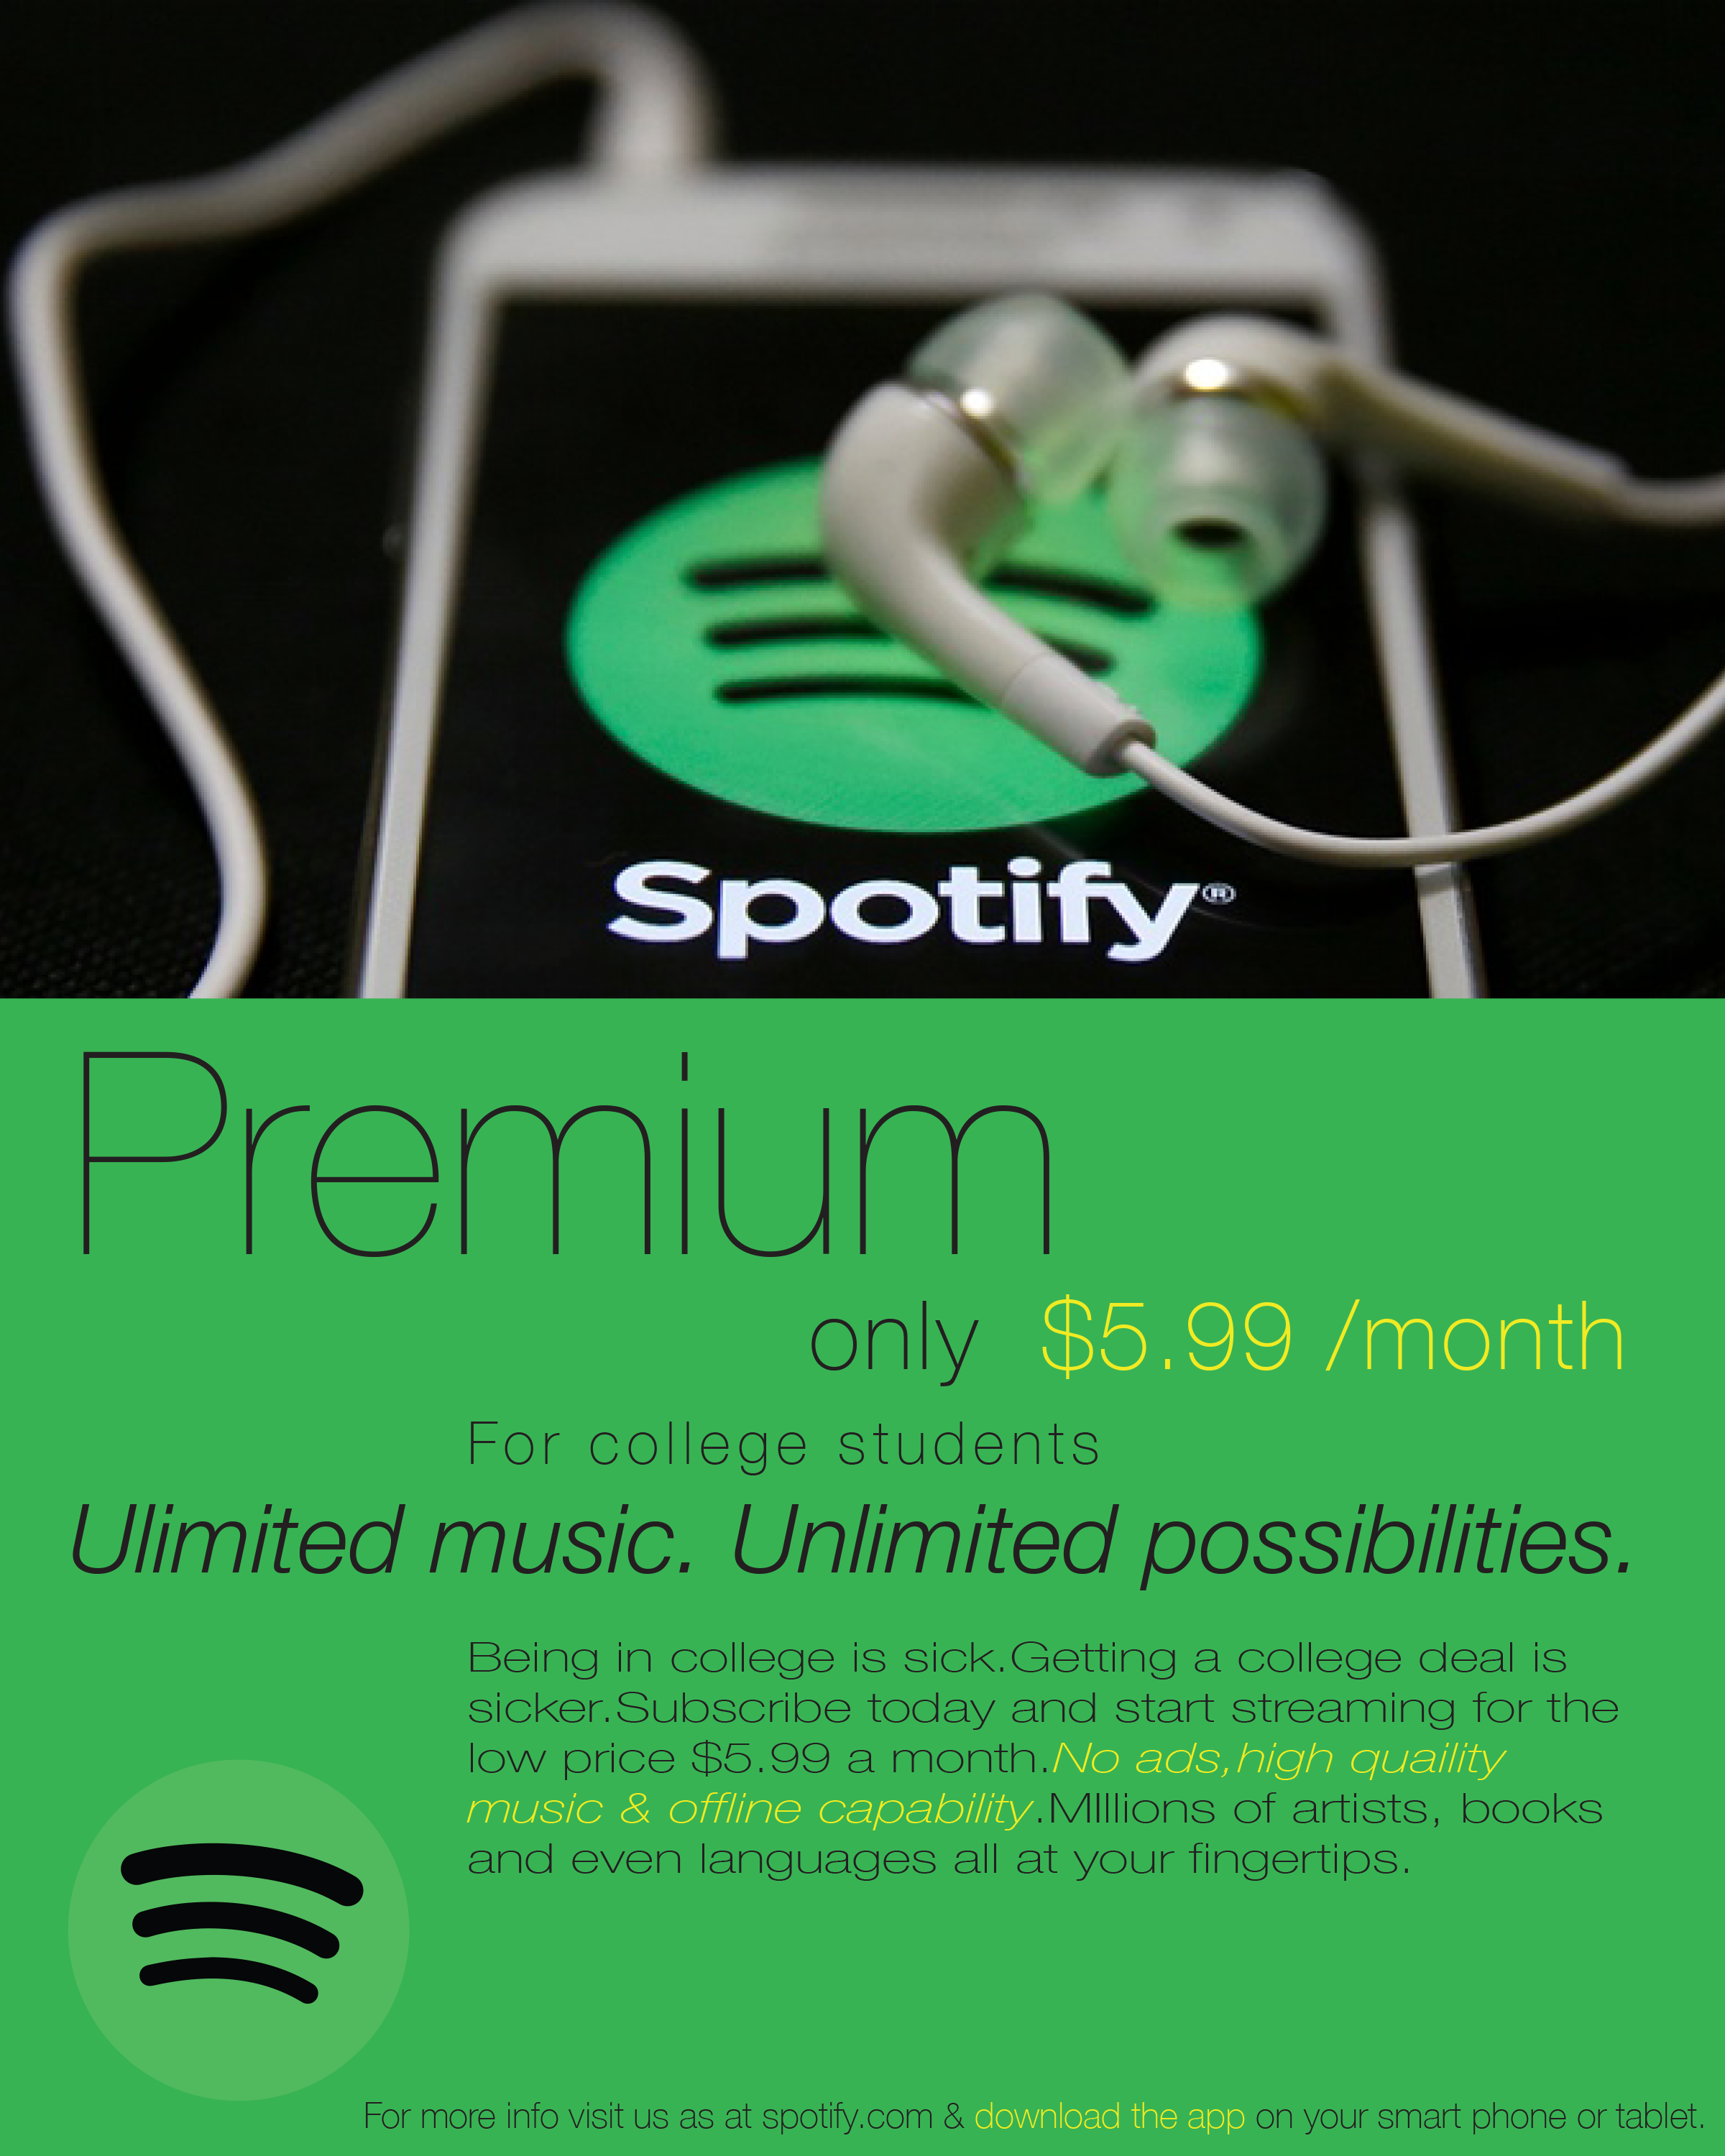 Spotify®
Premium
only $5.99 /month
For college students
Ulimited music. Unlimited possibilities.
Being in college is sick.Getting a college deal is
sicker.Subscribe today and start streaming for the
low price $5.99 a month.No ads,high quaility
music & offline capability.MIllions of artists, books
and even languages all at your fingertips.
For more info visit us as at spotify.com & download the app on your smart phone or tablet.